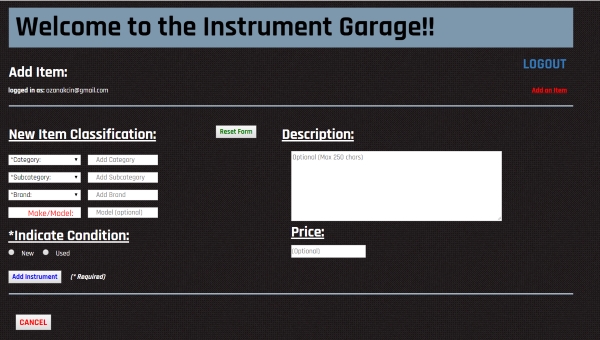 Welcome to the Instrument Garage!!
LOGOUT
Add Item:
logged in as: ozanakcin@gmail.com
Add an Item
New Item Classification:
Reset Form
Description:
*Category:
Add Category
Optional (Max 250 chars)
*Subcategory:
Add Subcategory
*Brand:
Add Brand
Make/Model:
Model (optional)
*Indicate Condition:
Price:
New
Used
(Optional)
Add Instrument
(* Required)
CANCEL